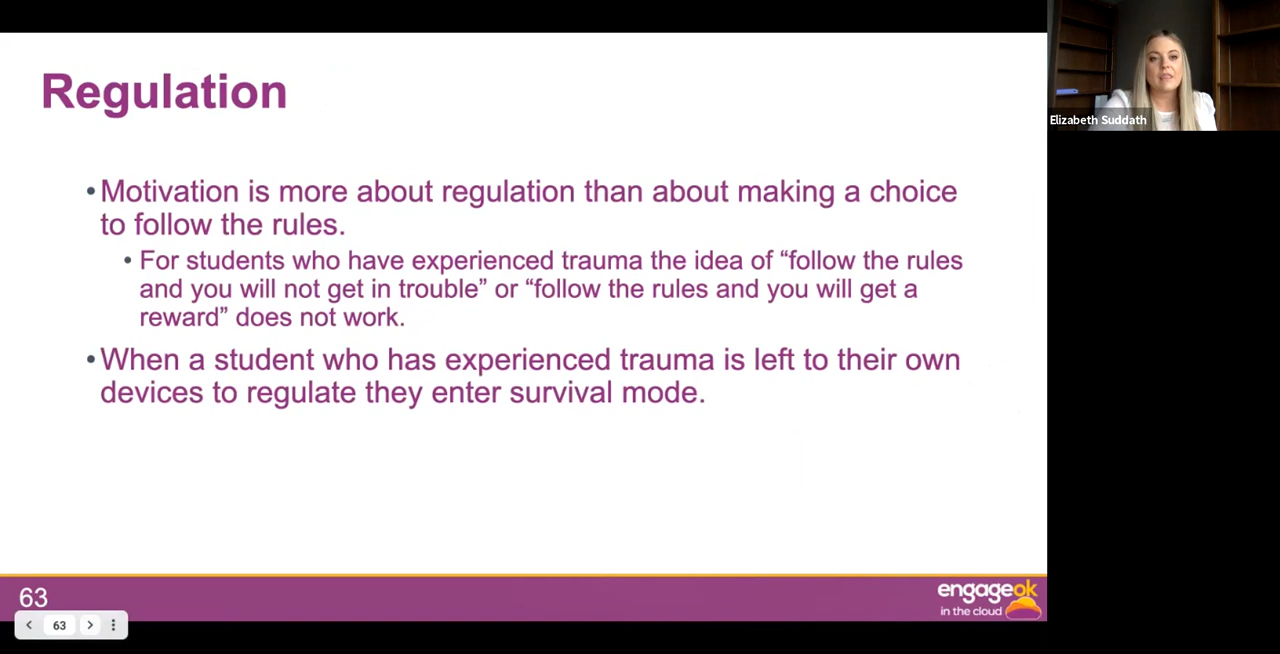 Regulation
•Motivation is more about regulation than about making a choice
to follow the rules.
• For students who have experienced trauma the idea of “follow the rules
and you will not get in trouble” or “follow the rules and you will get a
reward” does not work.
•When a student who has experienced trauma is left to their own
devices to regulate they enter survival mode.
63
engageok
in the cloud
63
Elizabeth Suddath